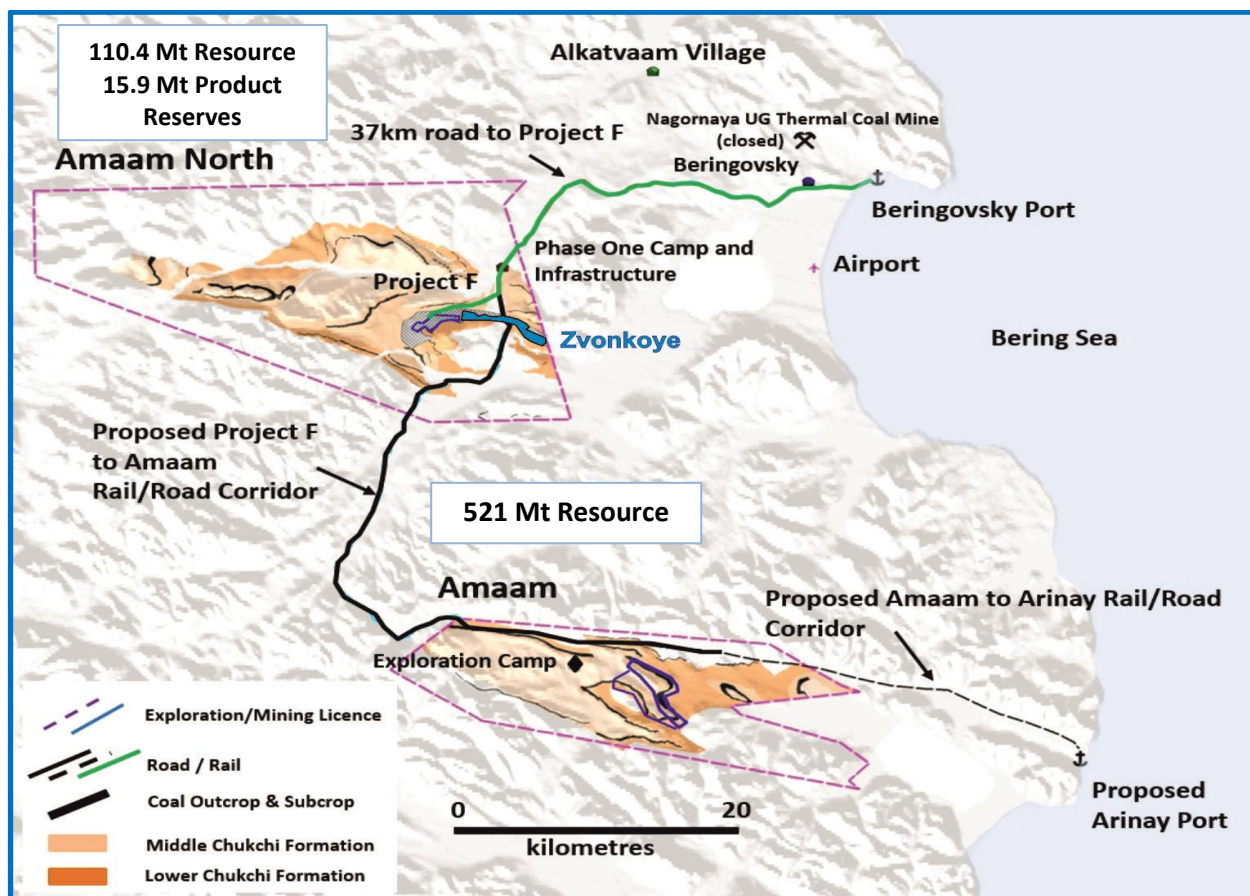 110.4 Mt Resource
15.9 Mt Product
Reserves
Alkatvaam Village
37km road to Project F
Nagornaya UG Thermal Coal Mine
(closed)
Beringovsky
Amaam North
Beringovsky Port
Phase One Camp and
Infrastructure
Airport
Project F
Zvonkoye
Bering Sea
Proposed Project F
to Amaam
Rail/Road Corridor
521 Mt Resource
Amaam
Proposed Amaam to Arinay Rail/Road
Corridor
Exploration Camp
Exploration/Mining Licence
Road / Rail
Coal Outcrop & Subcrop
Middle Chukchi Formation
Lower Chukchi Formation
0 20
kilometres
Proposed
Arinay Port